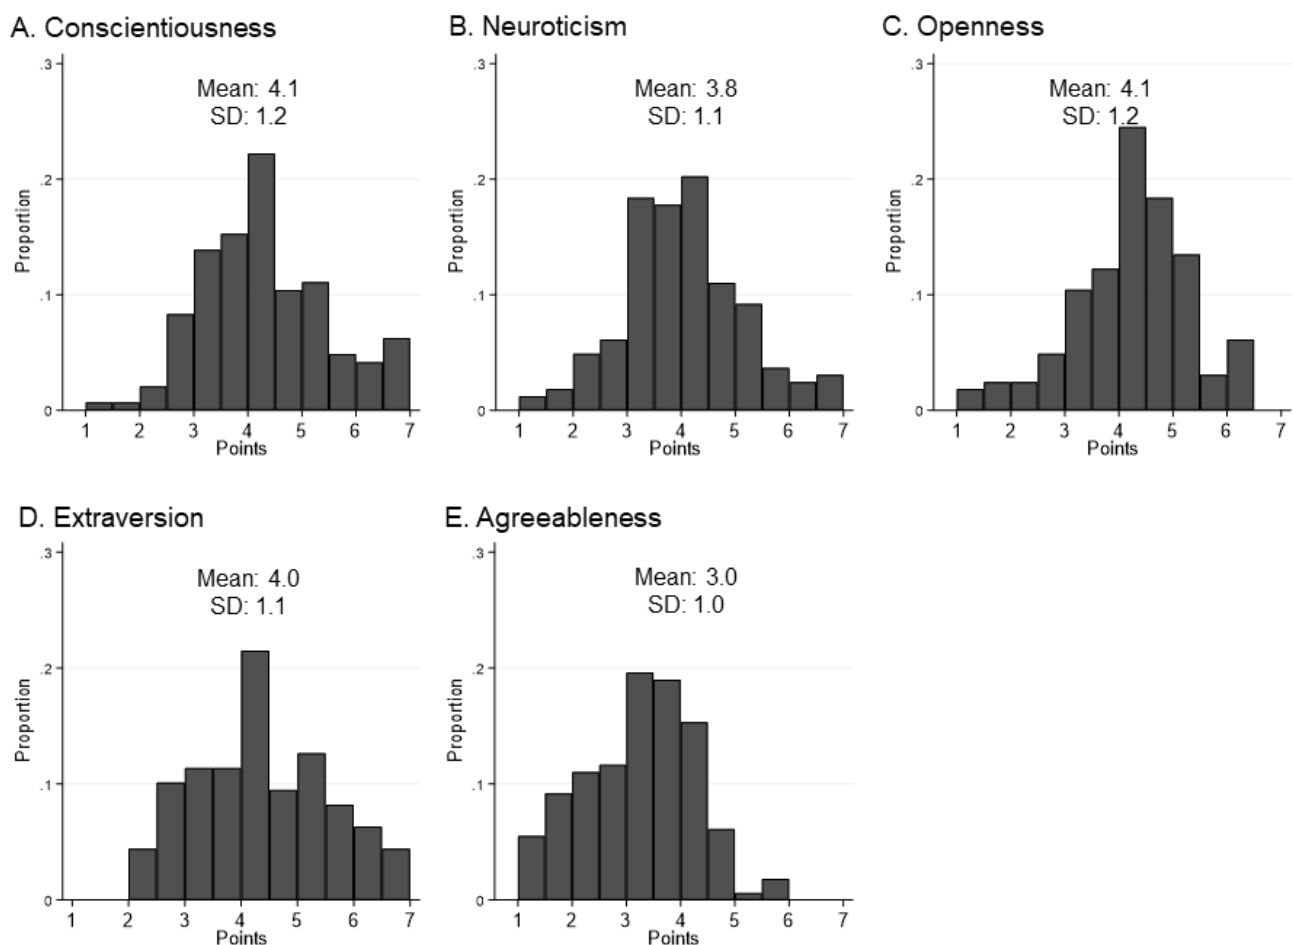 A. Conscientiousness
.3
Mean: 4.1
SD: 1.2
.2
Proportion
.1
0
1 2 3 4 5 6 7
Points
B. Neuroticism
.3
Mean: 3.8
SD: 1.1
.2
Proportion
.1
0
1 2 3 4 5 6 7
Points
C. Openness
.3
Mean: 4.1
SD: 1.2
.2
Proportion
.1
0
1 2 3 4 5 6 7
Points
D. Extraversion
.3
Mean: 4.0
SD: 1.1
.2
Proportion
.1
0
1 2 3 4 5 6 7
Points
E. Agreeableness
.3
Mean: 3.0
SD: 1.0
.2
Proportion
.1
0
1 2 3 4 5 6 7
Points